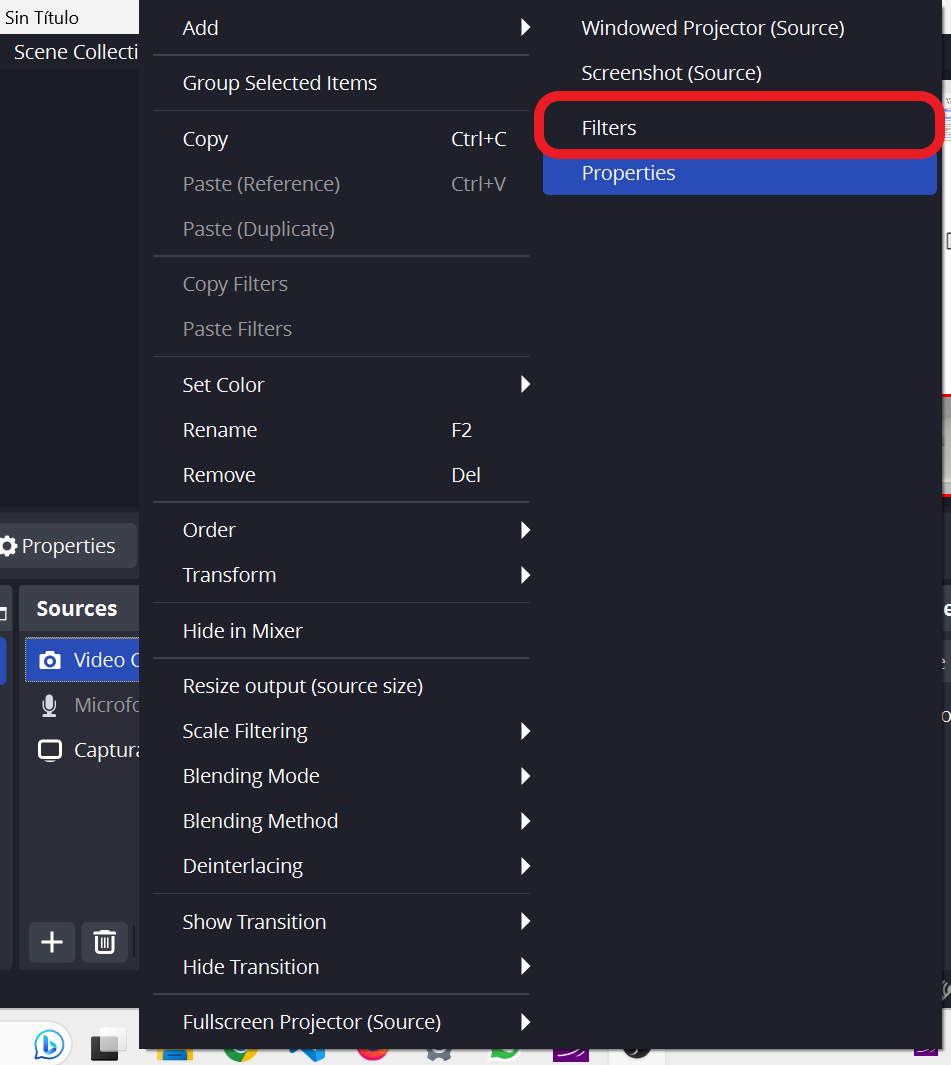 Sin Título
Scene Collecti
Add
Group Selected Items
Copy Ctrl+C
Paste (Reference) Ctrl+V
Paste (Duplicate)
Copy Filters
Paste Filters
Set Color
Rename F2
Remove Del
Order
Transform
Hide in Mixer
Resize output (source size)
Scale Filtering
Blending Mode
Blending Method
Deinterlacing
Show Transition
Hide Transition
Fullscreen Projector (Source)
Windowed Projector (Source)
Screenshot (Source)
Filters
Properties
Properties
Sources
Video C
Microfo
Captura